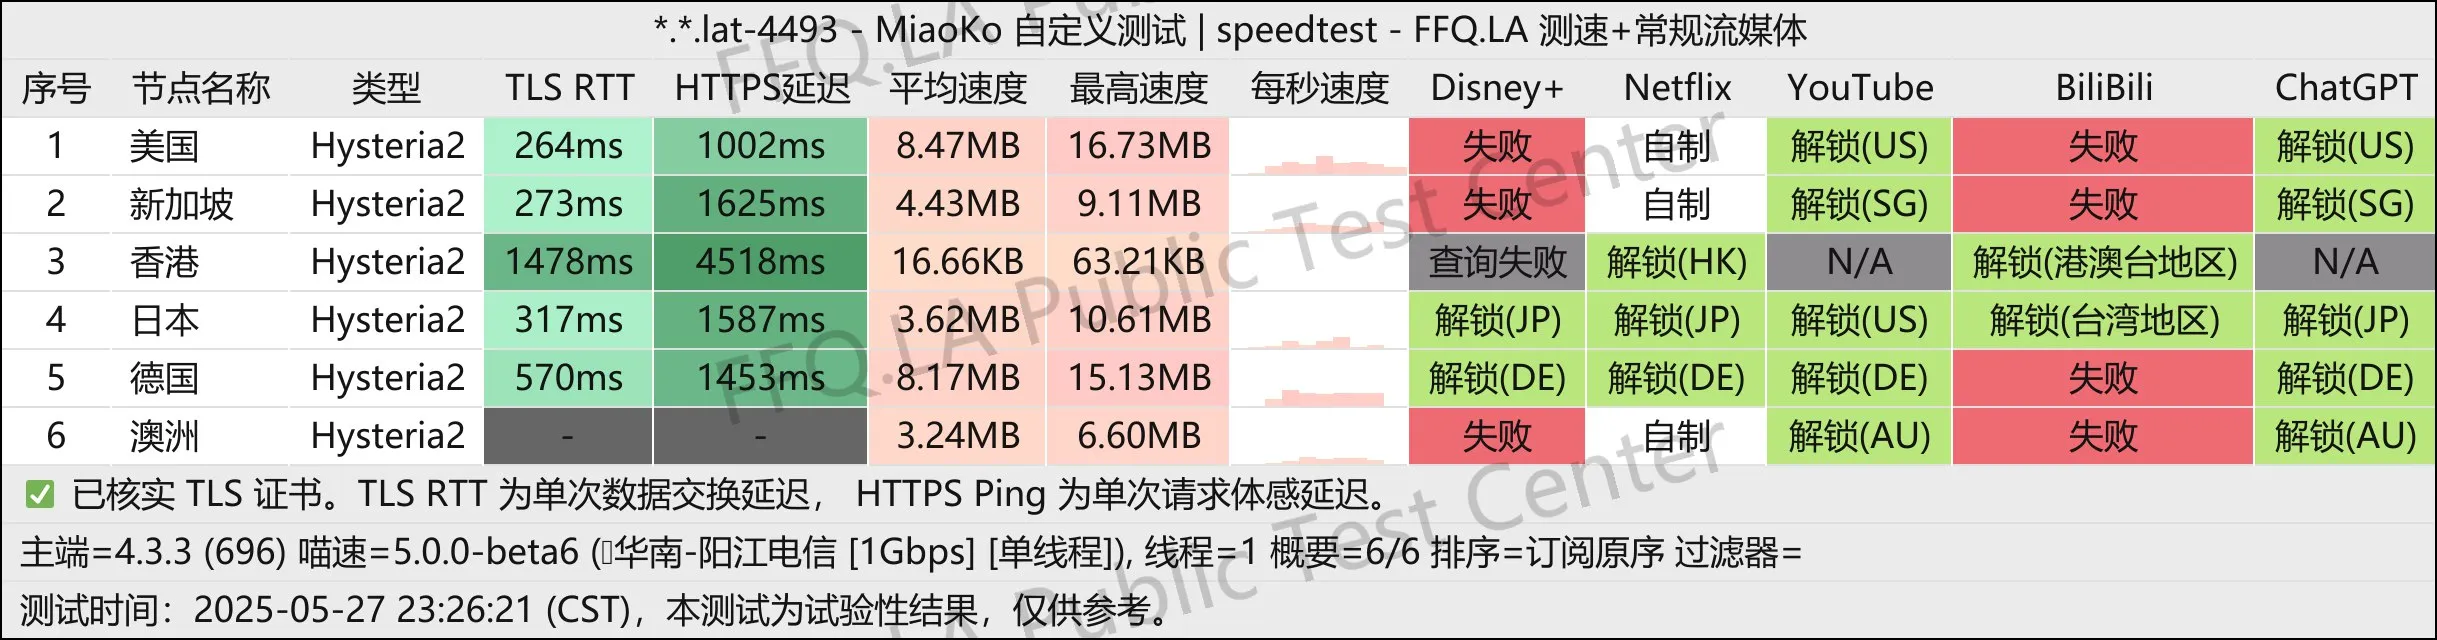 *.*.lat-4493 - MiaoKo 自定义测试 | speedtest - FFQ.LA 测速+常规流媒体
序号 节点名称 类型 TLS RTT HTTPS延迟 平均速度 最高速度 每秒速度 Disney+ Netflix YouTube BiliBili ChatGPT
1 美国 Hysteria2 264ms 1002ms 8.47MB 16.73MB 失败 自制 解锁(US) 失败 解锁(US)
2 新加坡 Hysteria2 273ms 1625ms 4.43MB 9.11MB 失败 自制 解锁(SG) 失败 解锁(SG)
3 香港 Hysteria2 1478ms 4518ms 16.66KB 63.21KB 查询失败 解锁(HK) N/A 解锁(港澳台地区) N/A
4 日本 Hysteria2 317ms 1587ms 3.62MB 10.61MB 解锁(JP) 解锁(JP) 解锁(US) 解锁(台湾地区) 解锁(JP)
5 德国 Hysteria2 570ms 1453ms 8.17MB 15.13MB 解锁(DE) 解锁(DE) 解锁(DE) 失败 解锁(DE)
6 澳洲 Hysteria2 - - 3.24MB 6.60MB 失败 自制 解锁(AU) 失败 解锁(AU)
✅ 已核实 TLS 证书。TLS RTT 为单次数据交换延迟， HTTPS Ping 为单次请求体感延迟。
主端=4.3.3 (696) 喵速=5.0.0-beta6 (华南-阳江电信 [1Gbps] [单线程]), 线程=1 概要=6/6 排序=订阅原序 过滤器=
测试时间：2025-05-27 23:26:21 (CST)，本测试为试验性结果，仅供参考。
FFQ.LA Public Test Center
FFQ.LA Public Test Center